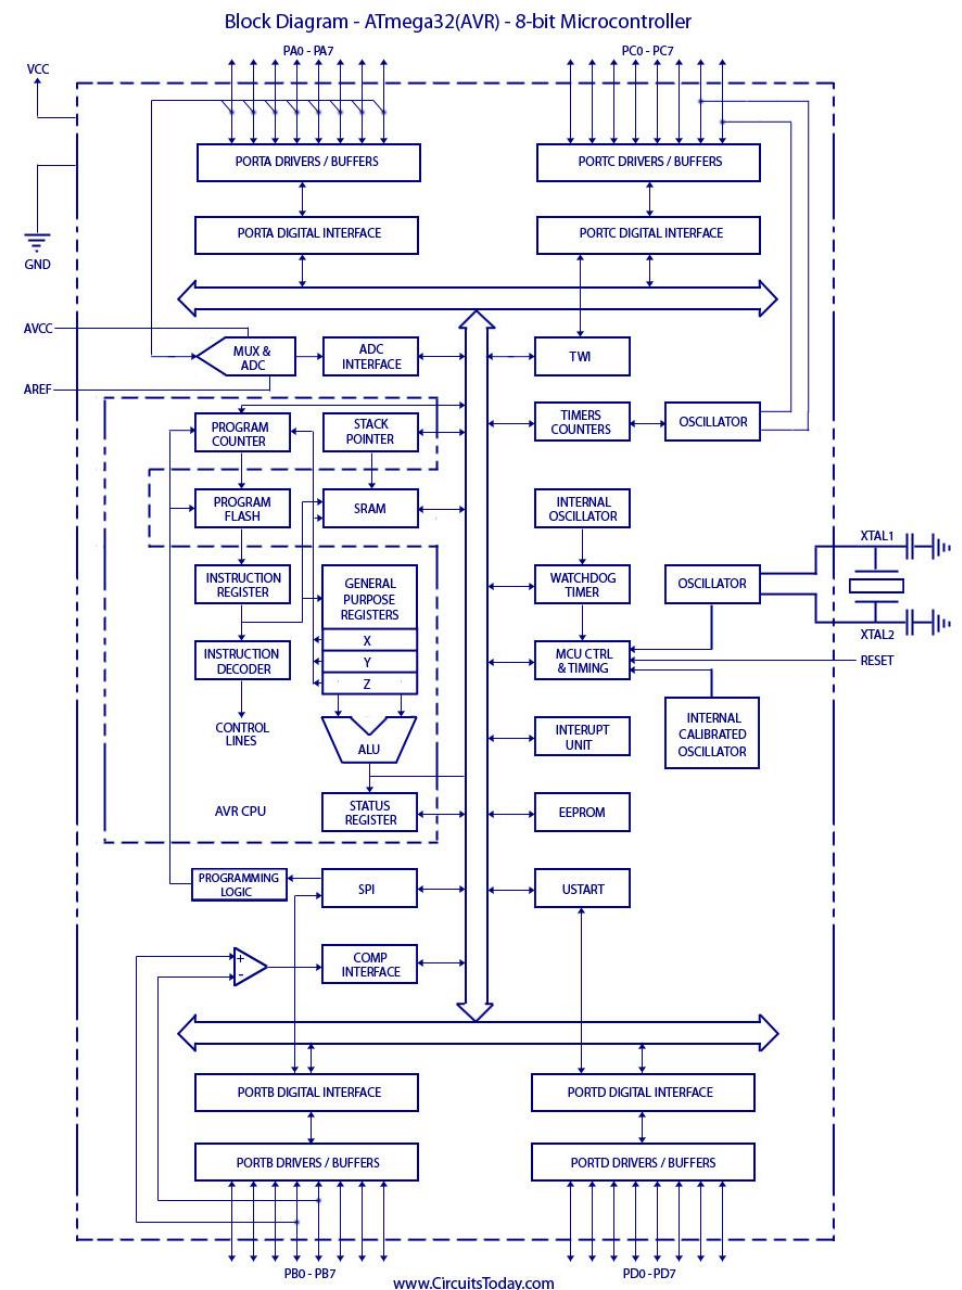 Block Diagram - ATmega32(AVR) - 8-bit Microcontroller
PA0 - PA7
PC0 - PC7
VCC
PORTA DRIVERS / BUFFERS
PORTC DRIVERS / BUFFERS
PORTA DIGITAL INTERFACE
PORTC DIGITAL INTERFACE
GND
AVCC
MUX &
ADC
ADC
INTERFACE
TWI
AREF
PROGRAM
COUNTER
STACK
POINTER
TIMERS
COUNTERS
OSCILLATOR
PROGRAM
FLASH
SRAM
INTERNAL
OSCILLATOR
XTAL1
INSTRUCTION
REGISTER
GENERAL
PURPOSE
REGISTERS
WATCHDOG
TIMER
OSCILLATOR
XTAL2
X
Y
Z
INSTRUCTION
DECODER
MCU CTRL
& TIMING
RESET
CONTROL
LINES
ALU
INTERUPT
UNIT
INTERNAL
CALIBRATED
OSCILLATOR
AVR CPU
STATUS
REGISTER
EEPROM
PROGRAMMING
LOGIC
SPI
USTART
+
-
COMP
INTERFACE
PORTB DIGITAL INTERFACE
PORTD DIGITAL INTERFACE
PORTB DRIVERS / BUFFERS
PORTD DRIVERS / BUFFERS
PB0 - PB7
PD0 - PD7
www.CircuitsToday.com